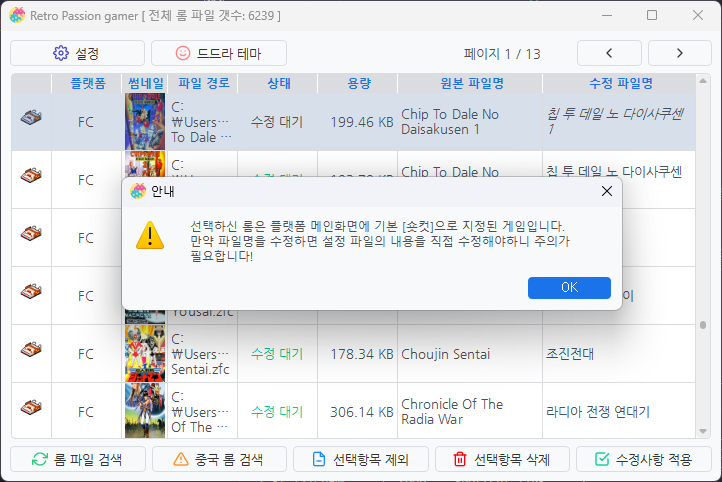 Retro Passion gamer [ 전체 롬 파일 갯수: 6239 ]
설정
드드라 테마
페이지 1 / 13
플랫폼 썸네일 파일 경로 상태 용량 원본 파일명 수정 파일명
FC
C:
₩Users…
To Dale …
수정 대기
199.46 KB
Chip To Dale No
Daisakusen 1
칩 투 데일 노 다이사쿠센
1
FC
C:
Chip To Dale No
칩 투 데일 노 다이사쿠센
안내
선택하신 롬은 플랫폼 메인화면에 기본 [숏컷]으로 지정된 게임입니다.
만약 파일명을 수정하면 설정 파일의 내용을 직접 수정해야하니 주의가
필요합니다!
OK
FC
FC
Yousai.zfc
이
FC
C:
₩Users…
Sentai.zfc
수정 대기
178.34 KB
Choujin Sentai
조진전대
FC
C:
₩Users…
Of The …
수정 대기
306.14 KB
Chronicle Of The
Radia War
라디아 전쟁 연대기
롬 파일 검색
중국 롬 검색
선택항목 제외
선택항목 삭제
수정사항 적용